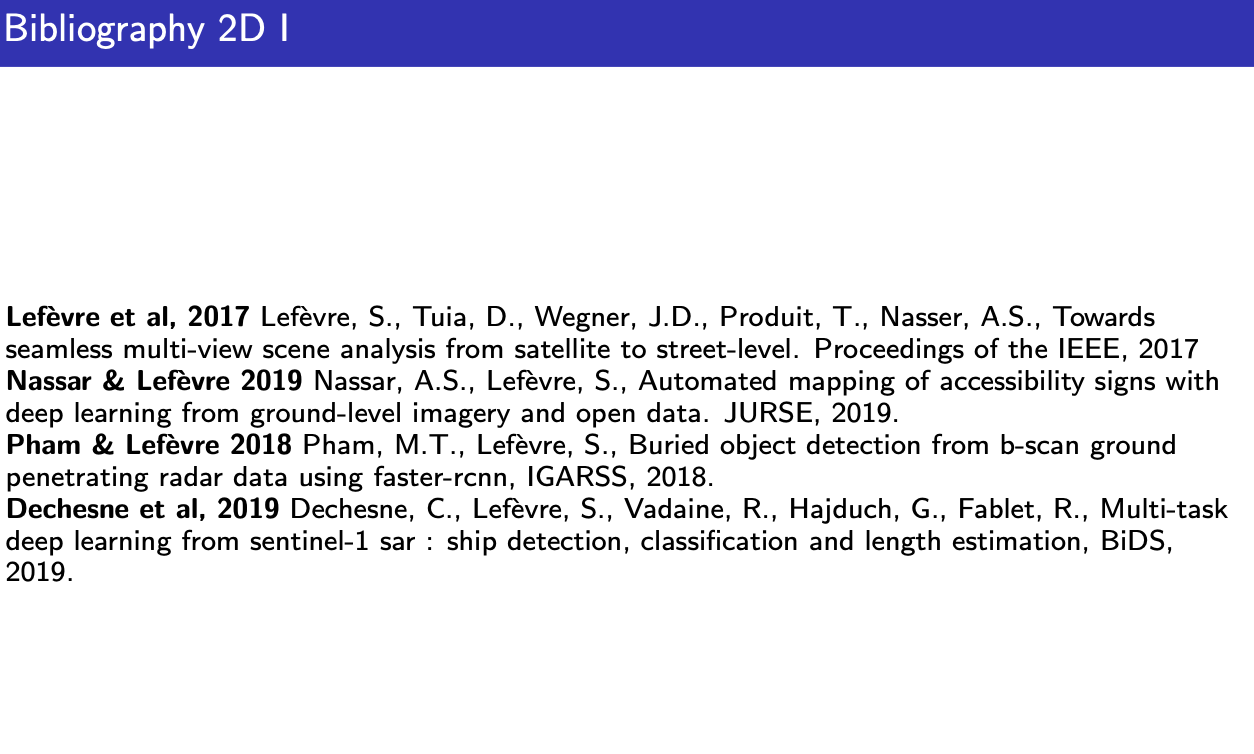 Bibliography 2D I
Lefèvre et al, 2017 Lefèvre, S., Tuia, D., Wegner, J.D., Produit, T., Nasser, A.S., Towards
seamless multi-view scene analysis from satellite to street-level. Proceedings of the IEEE, 2017
Nassar & Lefèvre 2019 Nassar, A.S., Lefèvre, S., Automated mapping of accessibility signs with
deep learning from ground-level imagery and open data. JURSE, 2019.
Pham & Lefèvre 2018 Pham, M.T., Lefèvre, S., Buried object detection from b-scan ground
penetrating radar data using faster-rcnn, IGARSS, 2018.
Dechesne et al, 2019 Dechesne, C., Lefèvre, S., Vadaine, R., Hajduch, G., Fablet, R., Multi-task
deep learning from sentinel-1 sar : ship detection, classification and length estimation, BiDS,
2019.